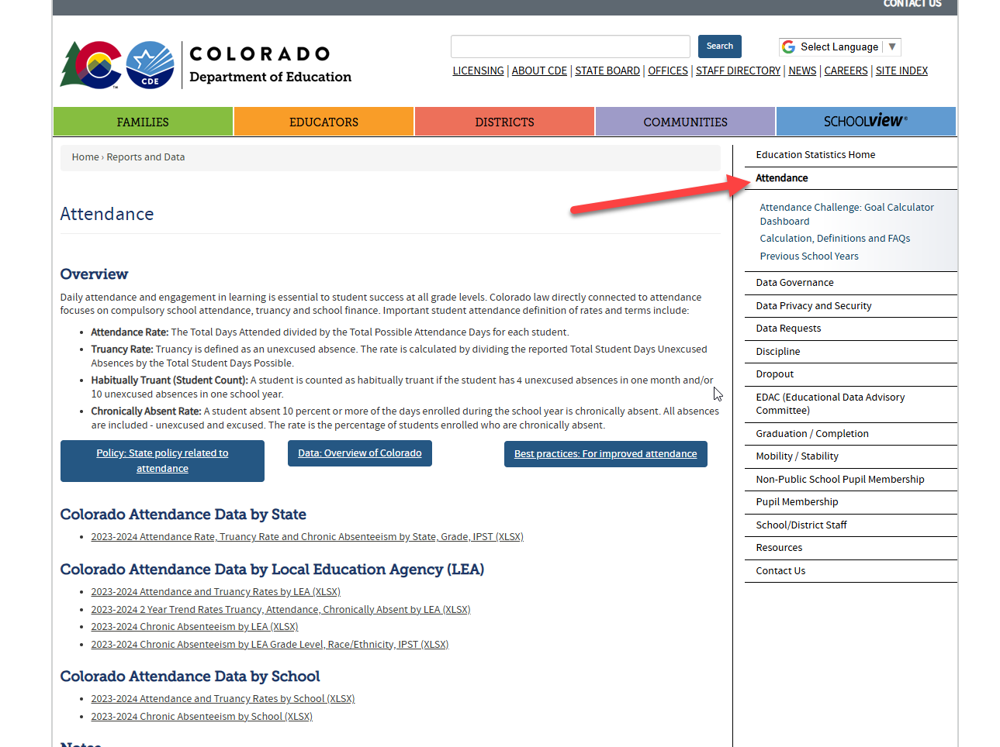 CONTACT US
COLORADO
Department of Education
CDE
TM
Search
Select Language ▼
LICENSING | ABOUT CDE | STATE BOARD | OFFICES | STAFF DIRECTORY | NEWS | CAREERS | SITE INDEX
FAMILIES
EDUCATORS
DISTRICTS
COMMUNITIES
SCHOOLVIEW®
Home › Reports and Data
Attendance
Overview
Daily attendance and engagement in learning is essential to student success at all grade levels. Colorado law directly connected to attendance
focuses on compulsory school attendance, truancy and school finance. Important student attendance definition of rates and terms include:
• Attendance Rate: The Total Days Attended divided by the Total Possible Attendance Days for each student.
• Truancy Rate: Truancy is defined as an unexcused absence. The rate is calculated by dividing the reported Total Student Days Unexcused
Absences by the Total Student Days Possible.
• Habitually Truant (Student Count): A student is counted as habitually truant if the student has 4 unexcused absences in one month and/or
10 unexcused absences in one school year.
• Chronically Absent Rate: A student absent 10 percent or more of the days enrolled during the school year is chronically absent. All absences
are included - unexcused and excused. The rate is the percentage of students enrolled who are chronically absent.
Policy: State policy related to
attendance
Data: Overview of Colorado
Best practices: For improved attendance
Colorado Attendance Data by State
• 2023-2024 Attendance Rate, Truancy Rate and Chronic Absenteeism by State, Grade, IPST (XLSX)
Colorado Attendance Data by Local Education Agency (LEA)
• 2023-2024 Attendance and Truancy Rates by LEA (XLSX)
• 2023-2024 2 Year Trend Rates Truancy, Attendance, Chronically Absent by LEA (XLSX)
• 2023-2024 Chronic Absenteeism by LEA (XLSX)
• 2023-2024 Chronic Absenteeism by LEA Grade Level, Race/Ethnicity, IPST (XLSX)
Colorado Attendance Data by School
• 2023-2024 Attendance and Truancy Rates by School (XLSX)
• 2023-2024 Chronic Absenteeism by School (XLSX)
Notes
Education Statistics Home
Attendance
Attendance Challenge: Goal Calculator
Dashboard
Calculation, Definitions and FAQs
Previous School Years
Data Governance
Data Privacy and Security
Data Requests
Discipline
Dropout
EDAC (Educational Data Advisory
Committee)
Graduation / Completion
Mobility / Stability
Non-Public School Pupil Membership
Pupil Membership
School/District Staff
Resources
Contact Us